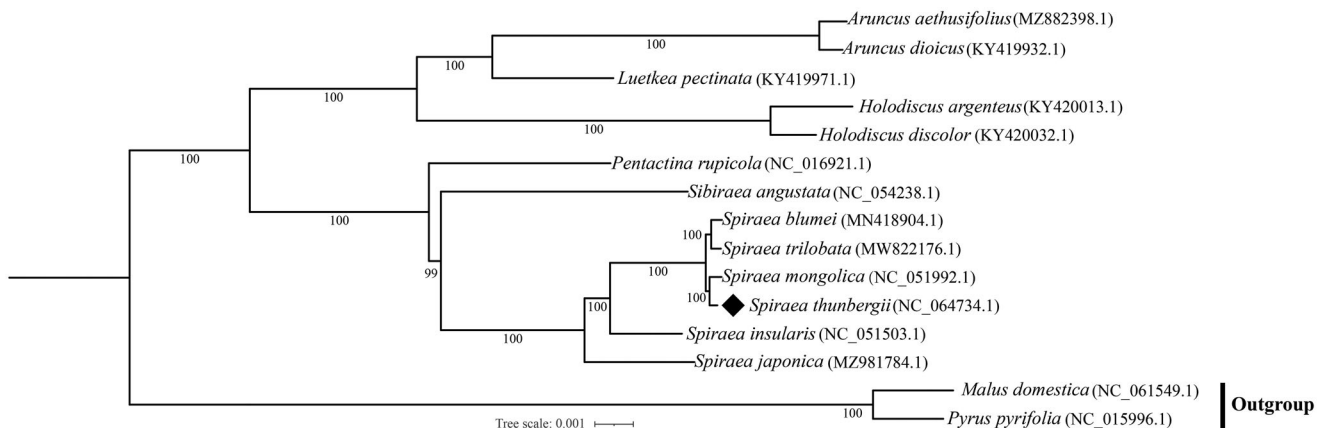 Aruncus aethusifolius (MZ882398.1)
100
Aruncus dioicus (KY419932.1)
100
Luetkea pectinata (KY419971.1)
100
Holodiscus argenteus (KY420013.1)
100
Holodiscus discolor (KY420032.1)
100
Pentactina rupicola (NC_016921.1)
Sibiraea angustata (NC_054238.1)
100
Spiraea blumei (MN418904.1)
100
Spiraea trilobata (MW822176.1)
99
100
Spiraea mongolica (NC_051992.1)
100
Spiraea thunbergii (NC_064734.1)
100
Spiraea insularis (NC_051503.1)
100
Spiraea japonica (MZ981784.1)
Malus domestica (NC_061549.1)
Outgroup
100
Pyrus pyrifolia (NC_015996.1)
Tree scale: 0.001